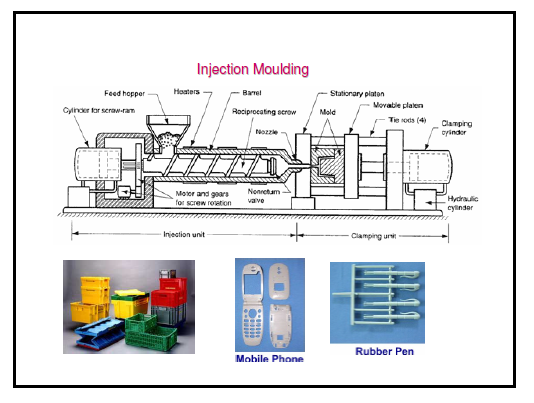 Injection Moulding
Feed hopper
Heaters
Barrel
Stationary platen
Movable platen
Cylinder for screw-ram
Reciprocating screw
Mold
Tie rods (4)
Clamping
cylinder
Nozzle
Motor and gears
for screw rotation
Nonreturn
valve
Hydraulic
cylinder
Injection unit
Clamping unit
Mobile Phone
Rubber Pen